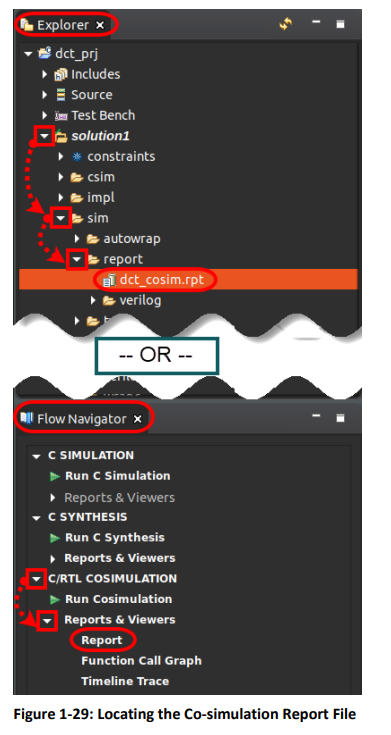 Explorer
dct_prj
Includes
Source
Test Bench
solution1
constraints
csim
impl
sim
autowrap
report
dct_cosim.rpt
verilog
-- OR --
Flow Navigator
C SIMULATION
Run C Simulation
Reports & Viewers
C SYNTHESIS
Run C Synthesis
Reports & Viewers
C/RTL COSIMULATION
Run Cosimulation
Reports & Viewers
Report
Function Call Graph
Timeline Trace
Figure 1-29: Locating the Co-simulation Report File